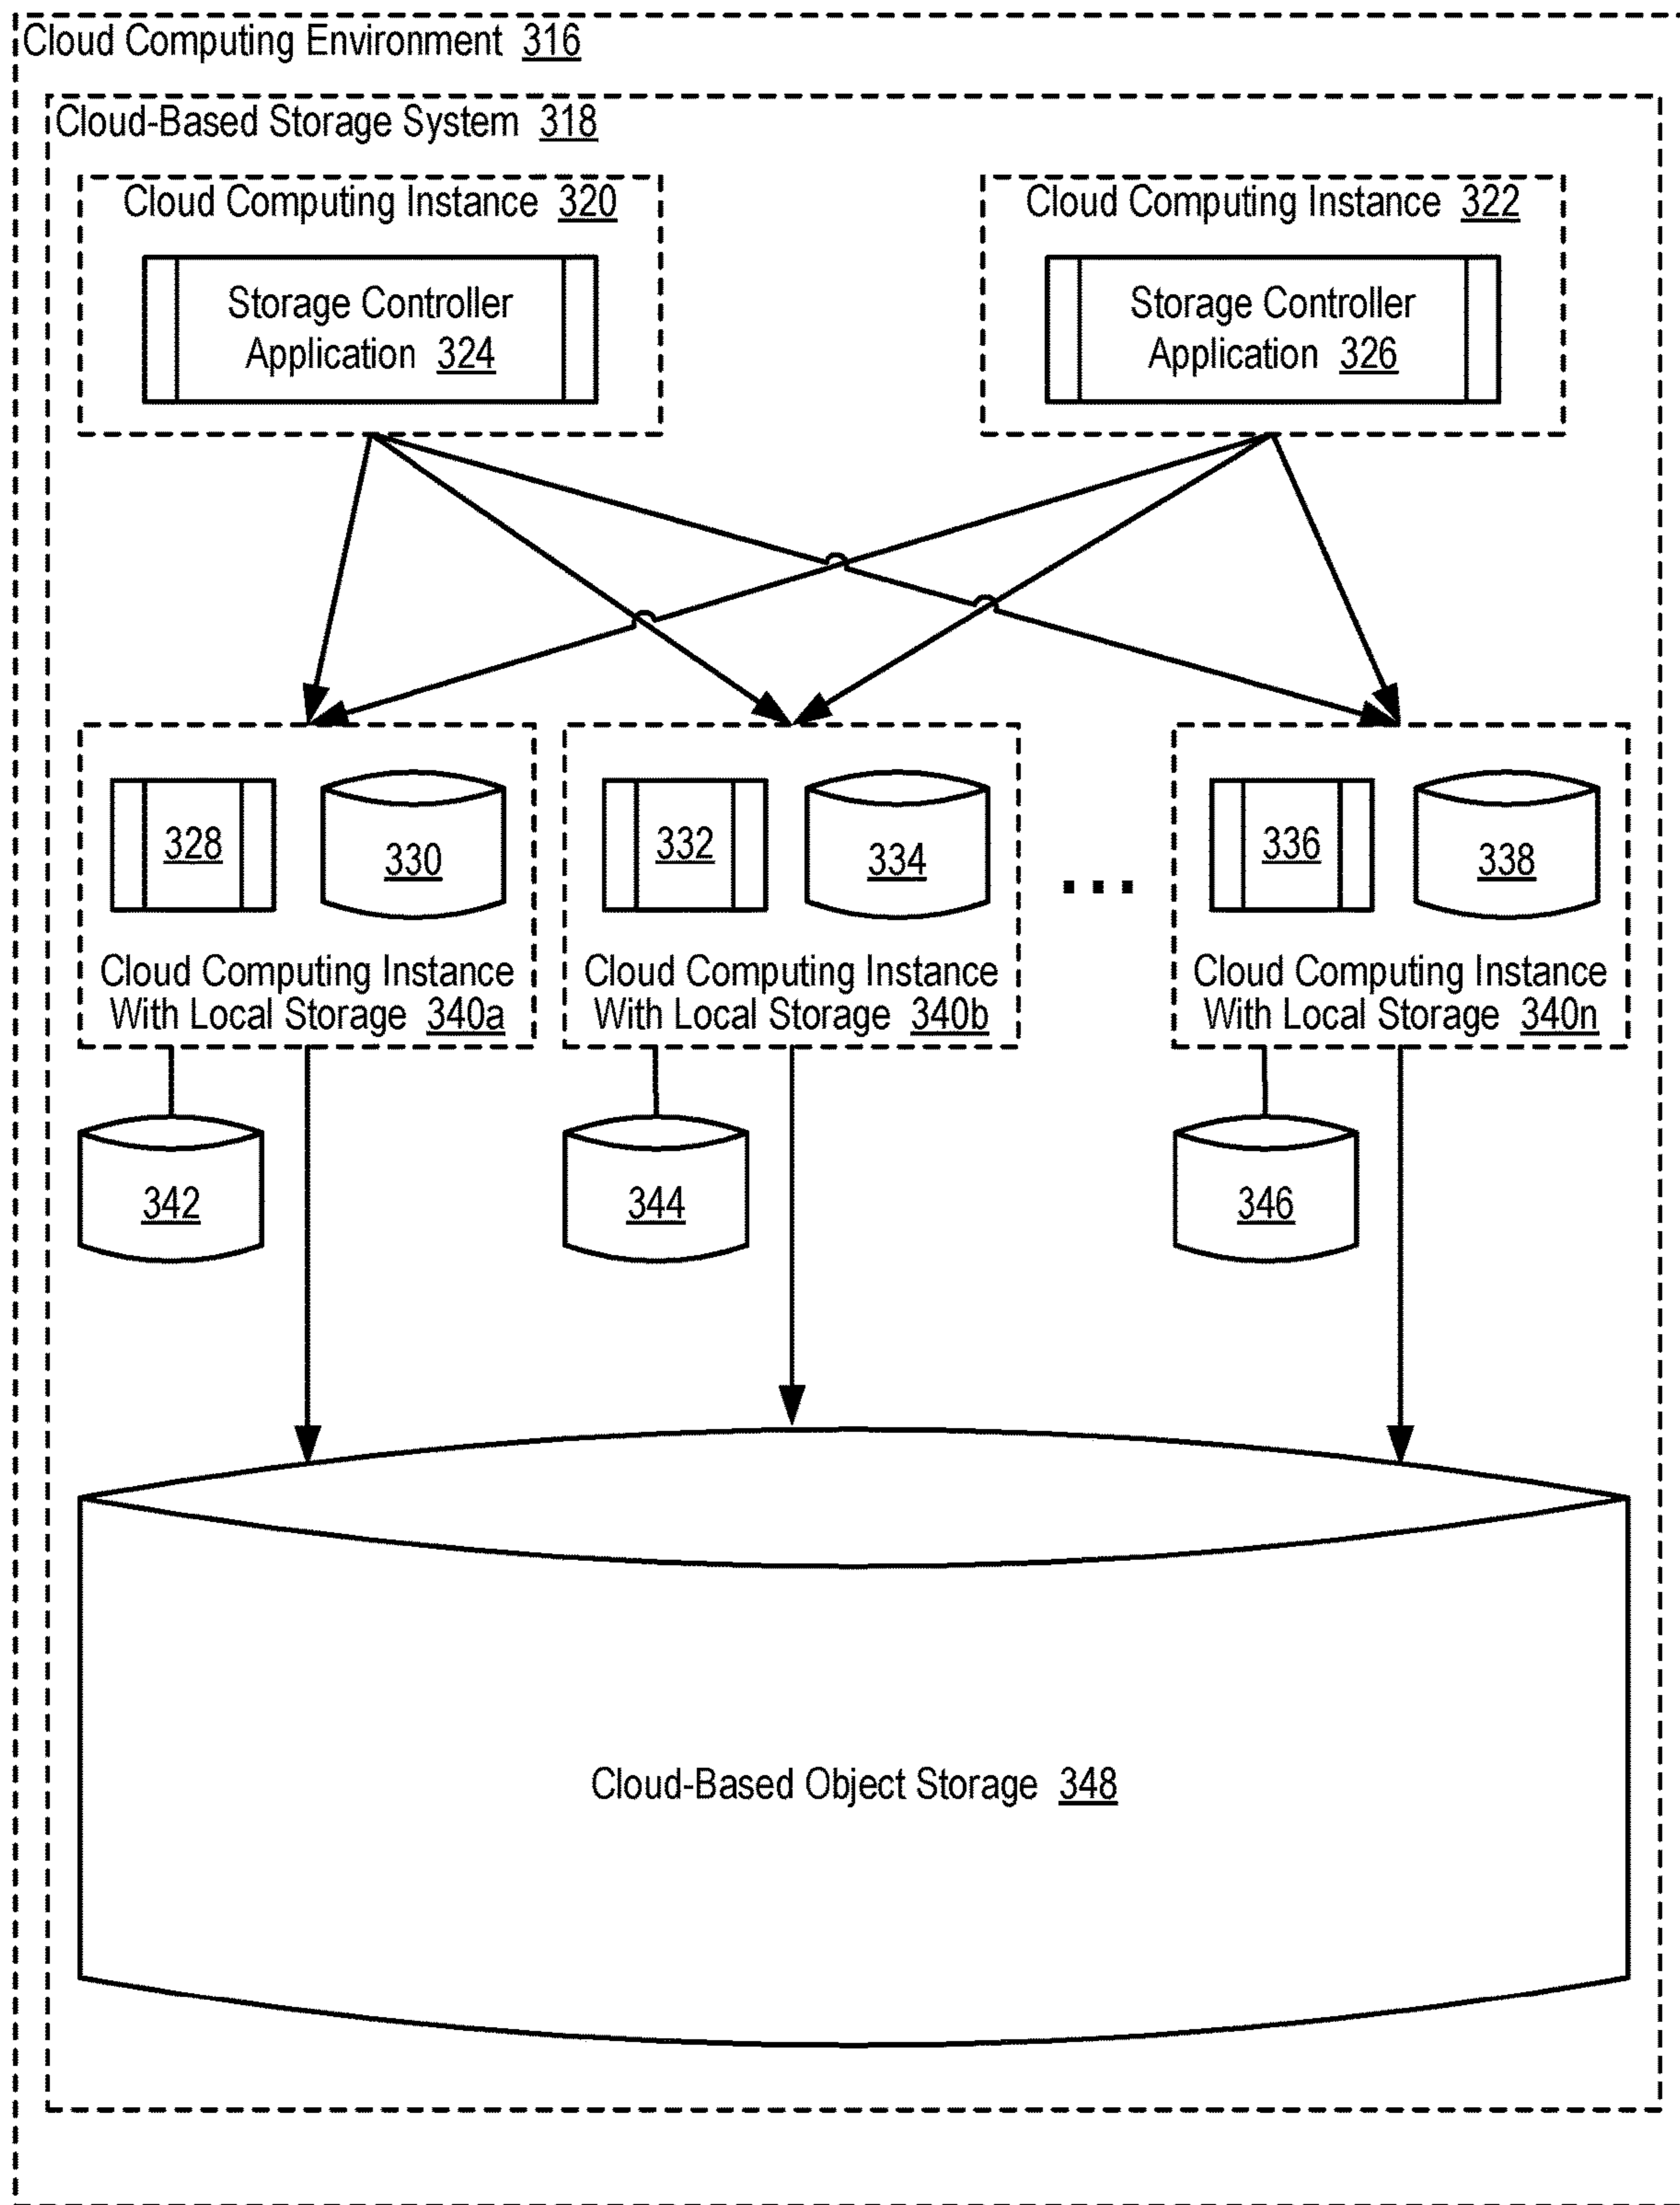 Cloud Computing Environment 316
Cloud-Based Storage System 318
Cloud Computing Instance 320
Storage Controller
Application 324
Cloud Computing Instance 322
Storage Controller
Application 326
328
330
Cloud Computing Instance
With Local Storage 340a
332
334
Cloud Computing Instance
With Local Storage 340b
...
336
338
Cloud Computing Instance
With Local Storage 340n
342
344
346
Cloud-Based Object Storage 348